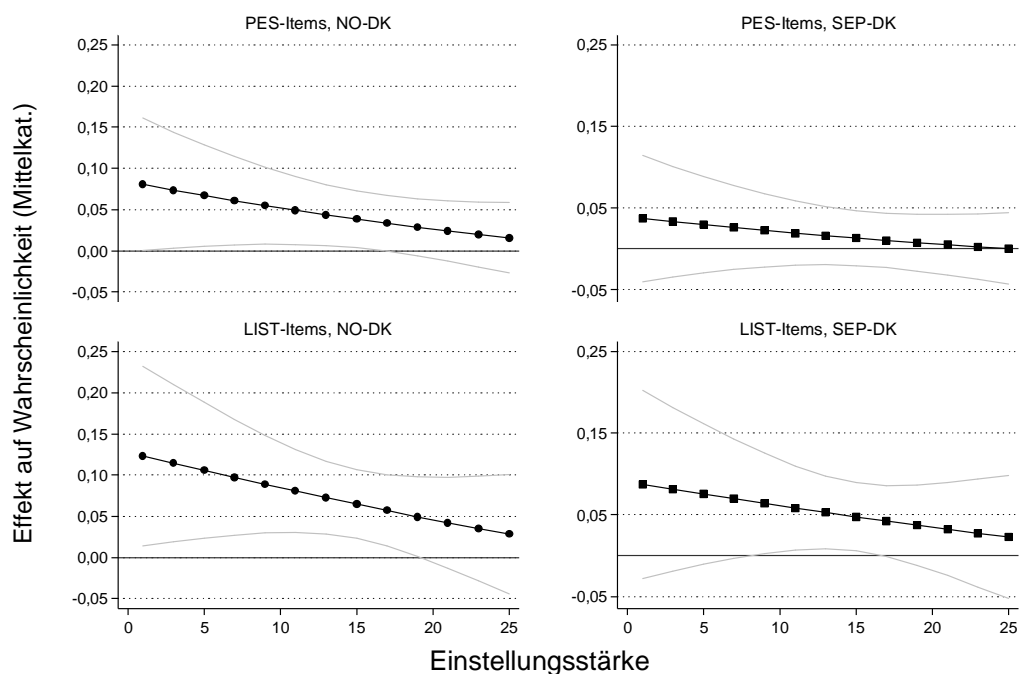 PES-Items, NO-DK
PES-Items, SEP-DK
0,25
0,20
0,15
0,10
0,05
0,00
-0,05
0,25
0,15
0,05
-0,05
Effekt auf Wahrscheinlichkeit (Mittelkat.)
LIST-Items, NO-DK
LIST-Items, SEP-DK
0,25
0,20
0,15
0,10
0,05
0,00
-0,05
0,25
0,15
0,05
-0,05
0 5 10 15 20 25
0 5 10 15 20 25
Einstellungsstärke